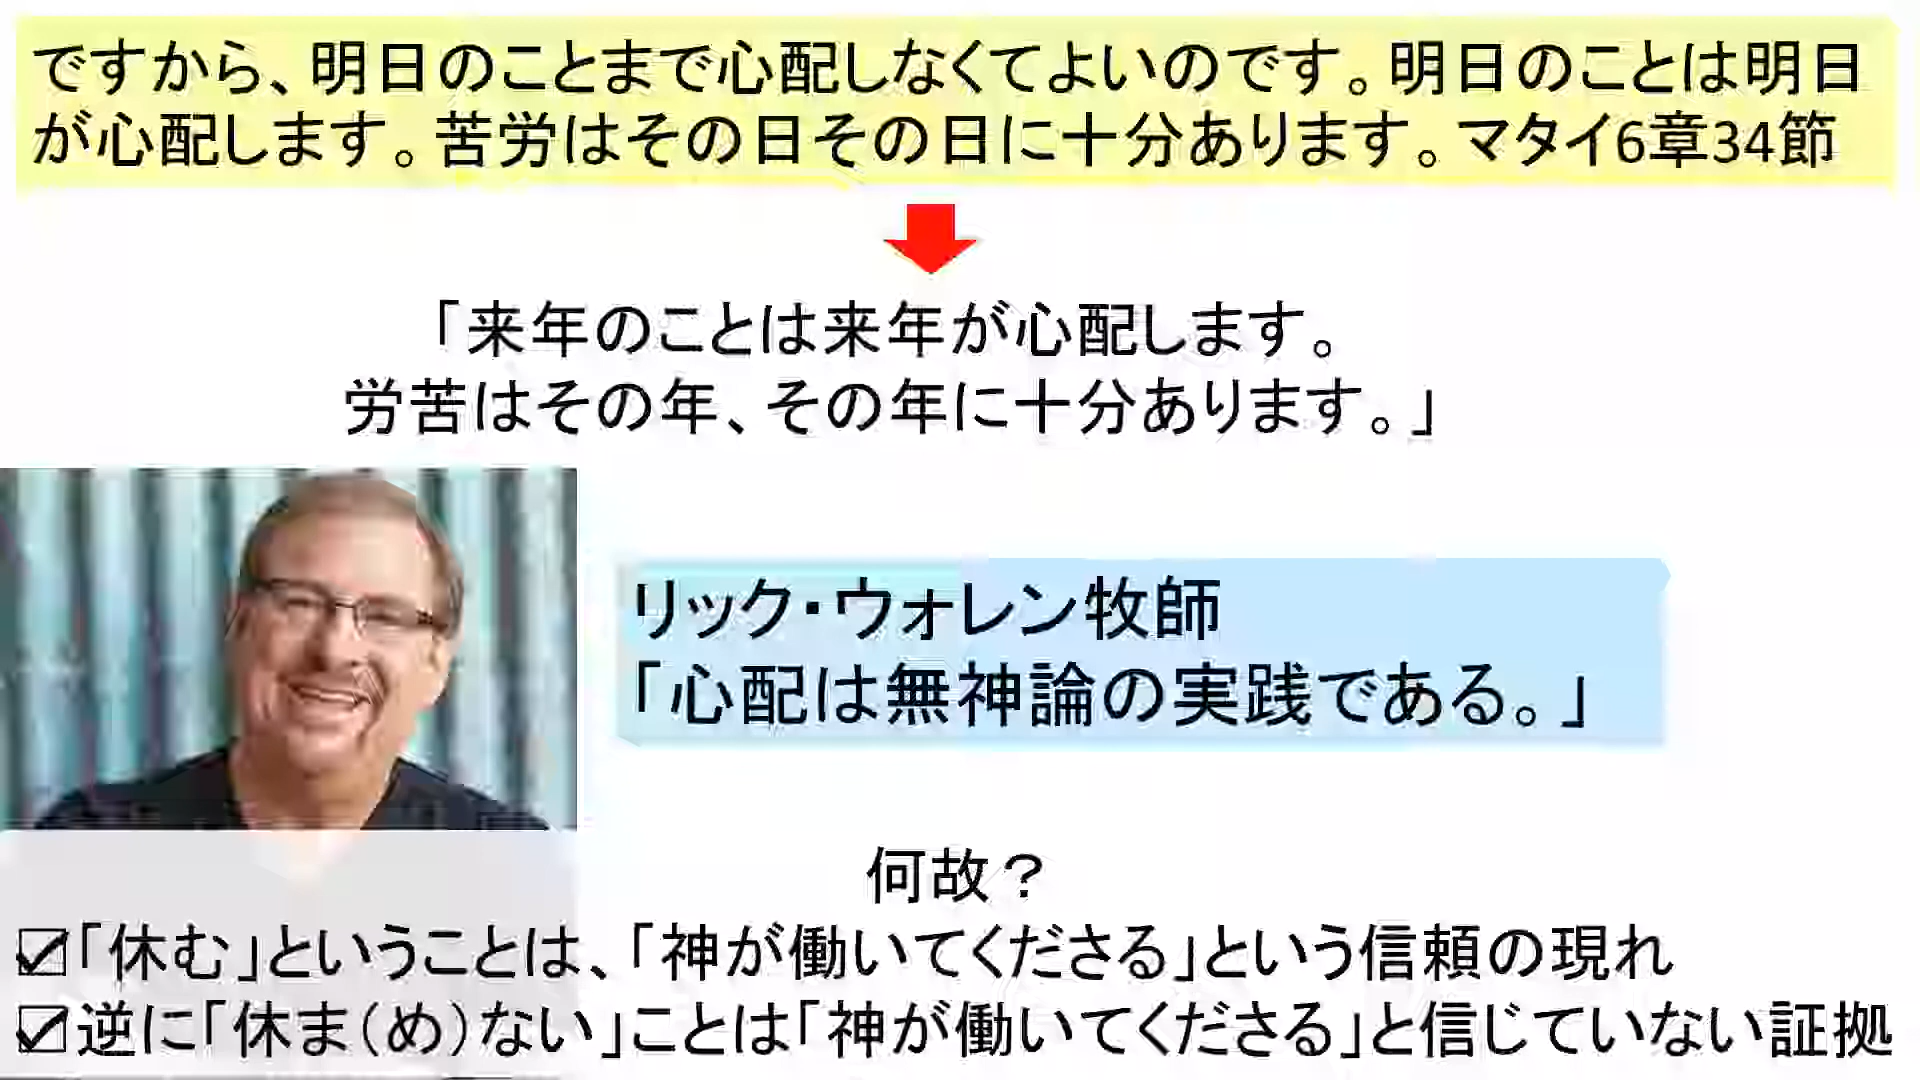 ですから、明日のことまで心配しなくてよいのです。明日のことは明日
が心配します。苦労はその日その日に十分あります。マタイ6章34節
「来年のことは来年が心配します。
労苦はその年、その年に十分あります。」
リック・ウォレン牧師
「心配は無神論の実践である。」
何故？
☑「休む」ということは、「神が働いてくださる」という信頼の現れ
☑逆に「休ま（め）ない」ことは「神が働いてくださる」と信じていない証拠